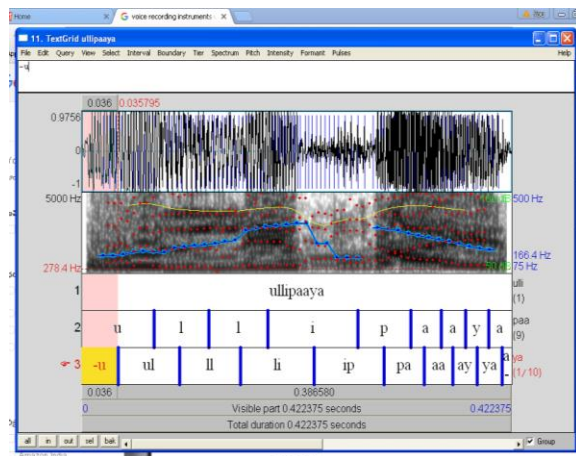 Home
voice recording instruments
11. TextGrid ullipaaya
File Edit Query View Select Interval Boundary Tier Spectrum Pitch Intensity Formant Pulses Help
-u
0.036 0.035795
0.9756
0
-1
5000 Hz 500 Hz
278.4 Hz 166.4 Hz
75 Hz
1 ullipaaya ulli (1)
2 u l l i p a a y a paa (9)
3 -u ul ll li ip pa aa ay ya a- ya (1/10)
0.036 0.386580
0 Visible part 0.422375 seconds 0.422375
Total duration 0.422375 seconds
all in out sel bak Group